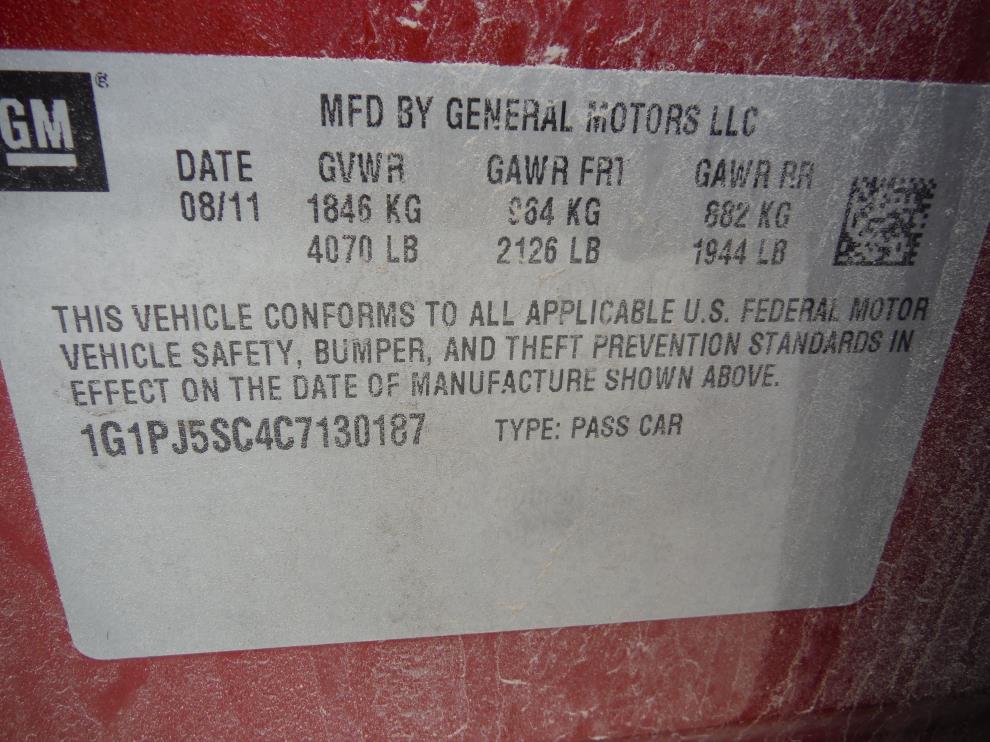 GM®
MFD BY GENERAL MOTORS LLC
DATE GVWR GAWR FRT GAWR RR
08/11 1846 KG 964 KG 882 KG
4070 LB 2126 LB 1944 LB
THIS VEHICLE CONFORMS TO ALL APPLICABLE U.S. FEDERAL MOTOR
VEHICLE SAFETY, BUMPER, AND THEFT PREVENTION STANDARDS IN
EFFECT ON THE DATE OF MANUFACTURE SHOWN ABOVE.
1G1PJ5SC4C7130187 TYPE: PASS CAR